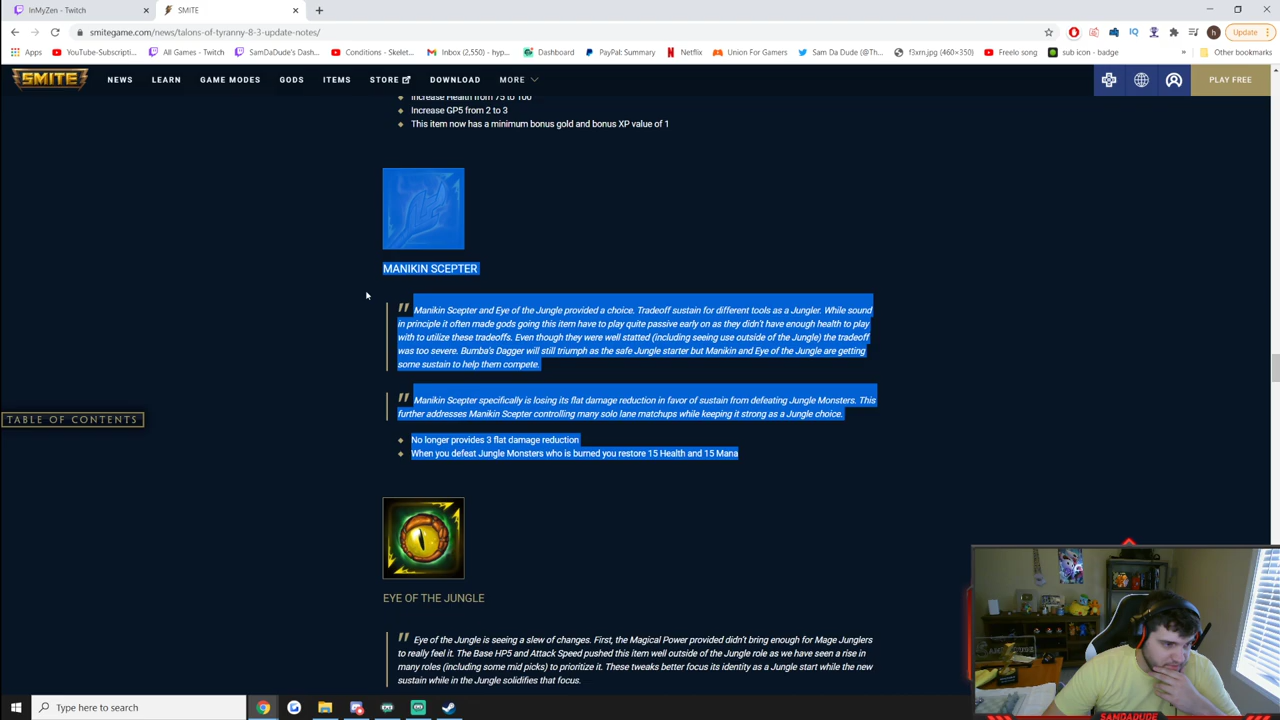 InMyZen - Twitch
SMITE
smitegame.com/news/talons-of-tyranny-8-3-update-notes/
Update
Apps
YouTube-Subscripti...
All Games - Twitch
SamDaDude's Dash...
Conditions - Skelet...
Inbox (2,550) - hyp...
Dashboard
PayPal: Summary
Netflix
Union For Gamers
Sam Da Dude (@Th...
f3xrn.jpg (460×350)
Freelo song
sub icon - badge
»
Other bookmarks
SMITE
NEWS
LEARN
GAME MODES
GODS
ITEMS
STORE
DOWNLOAD
MORE
PLAY FREE
Increase Health from 75 to 100
Increase GP5 from 2 to 3
This item now has a minimum bonus gold and bonus XP value of 1
MANIKIN SCEPTER
" Manikin Scepter and Eye of the Jungle provided a choice. Tradeoff sustain for different tools as a Jungler. While sound
in principle it often made gods going this item have to play quite passive early on as they didn't have enough health to play
with to utilize these tradeoffs. Even though they were well statted (including seeing use outside of the Jungle) the tradeoff
was too severe. Bumba's Dagger will still triumph as the safe Jungle starter but Manikin and Eye of the Jungle are getting
some sustain to help them compete.
" Manikin Scepter specifically is losing its flat damage reduction in favor of sustain from defeating Jungle Monsters. This
further addresses Manikin Scepter controlling many solo lane matchups while keeping it strong as a Jungle choice.
No longer provides 3 flat damage reduction
When you defeat Jungle Monsters who is burned you restore 15 Health and 15 Mana
TABLE OF CONTENTS
EYE OF THE JUNGLE
" Eye of the Jungle is seeing a slew of changes. First, the Magical Power provided didn't bring enough for Mage Junglers
to really feel it. The Base HP5 and Attack Speed pushed this item well outside of the Jungle role as we have seen a rise in
many roles (including some mid picks) to prioritize it. These tweaks better focus its identity as a Jungle start while the new
sustain while in the Jungle solidifies that focus.
Type here to search
SAMDADUDE